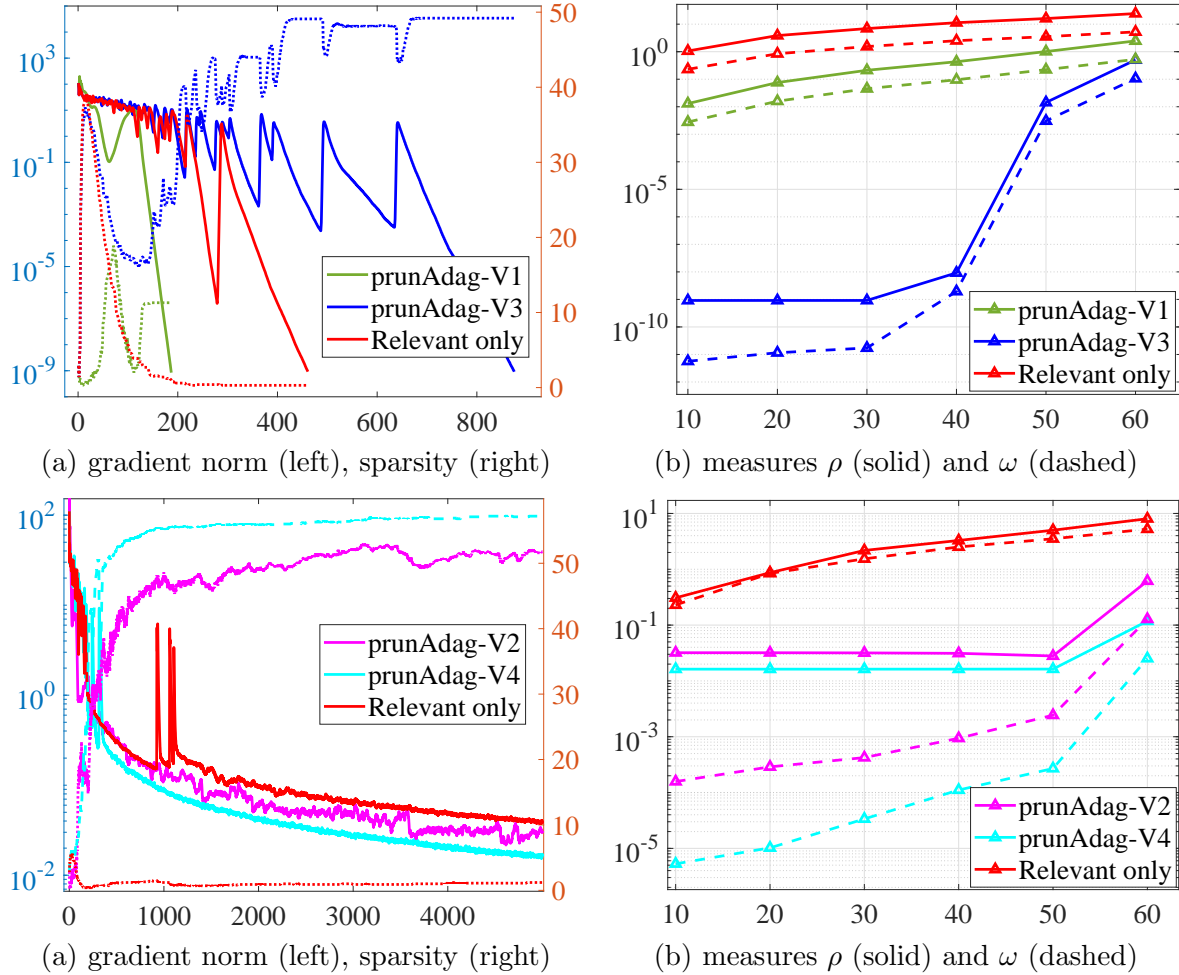 10^3
10^-1
10^-5
10^-6
10^-9
50
40
30
20
10
0
0 200 400 600 800
prunAdag-V1
prunAdag-V3
Relevant only
(a) gradient norm (left), sparsity (right)
10^0
10^-5
10^-10
10 20 30 40 50 60
prunAdag-V1
prunAdag-V3
Relevant only
(b) measures ρ (solid) and ω (dashed)
10^2
10^0
10^-2
50
40
30
20
10
0
0 1000 2000 3000 4000
prunAdag-V2
prunAdag-V4
Relevant only
(a) gradient norm (left), sparsity (right)
10^1
10^-1
10^-3
10^-5
10 20 30 40 50 60
prunAdag-V2
prunAdag-V4
Relevant only
(b) measures ρ (solid) and ω (dashed)